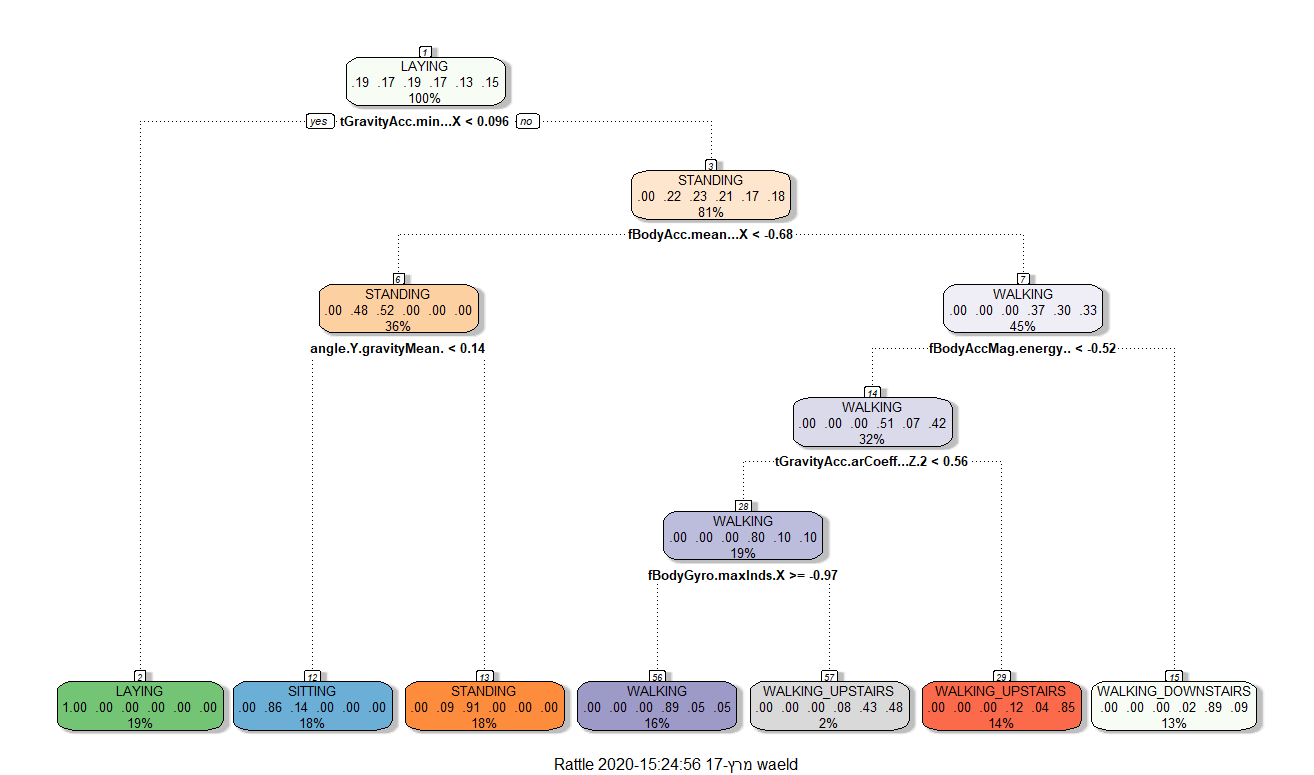 1
LAYING
.19 .17 .19 .17 .13 .15
100%
yes tGravityAcc.min...X < 0.096 no
3
STANDING
.00 .22 .23 .21 .17 .18
81%
fBodyAcc.mean...X < -0.68
6
STANDING
.00 .48 .52 .00 .00 .00
36%
angle.Y.gravityMean. < 0.14
7
WALKING
.00 .00 .00 .37 .30 .33
45%
fBodyAccMag.energy.. < -0.52
14
WALKING
.00 .00 .00 .51 .07 .42
32%
tGravityAcc.arCoeff...Z.2 < 0.56
28
WALKING
.00 .00 .00 .80 .10 .10
19%
fBodyGyro.maxInds.X >= -0.97
2
LAYING
1.00 .00 .00 .00 .00 .00
19%
12
SITTING
.00 .86 .14 .00 .00 .00
18%
13
STANDING
.00 .09 .91 .00 .00 .00
18%
56
WALKING
.00 .00 .00 .89 .05 .05
16%
57
WALKING_UPSTAIRS
.00 .00 .00 .08 .43 .48
2%
29
WALKING_UPSTAIRS
.00 .00 .00 .12 .04 .85
14%
15
WALKING_DOWNSTAIRS
.00 .00 .00 .02 .89 .09
13%
Rattle 2020-מרץ-17 15:24:56 waeld